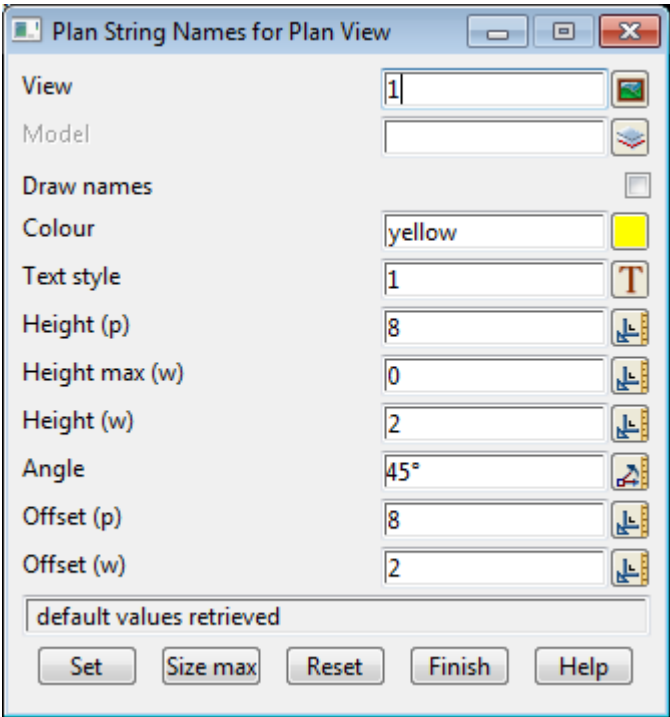 Plan String Names for Plan View
View 1
Model
Draw names
Colour yellow
Text style 1 T
Height (p) 8
Height max (w) 0
Height (w) 2
Angle 45°
Offset (p) 8
Offset (w) 2
default values retrieved
Set Size max Reset Finish Help